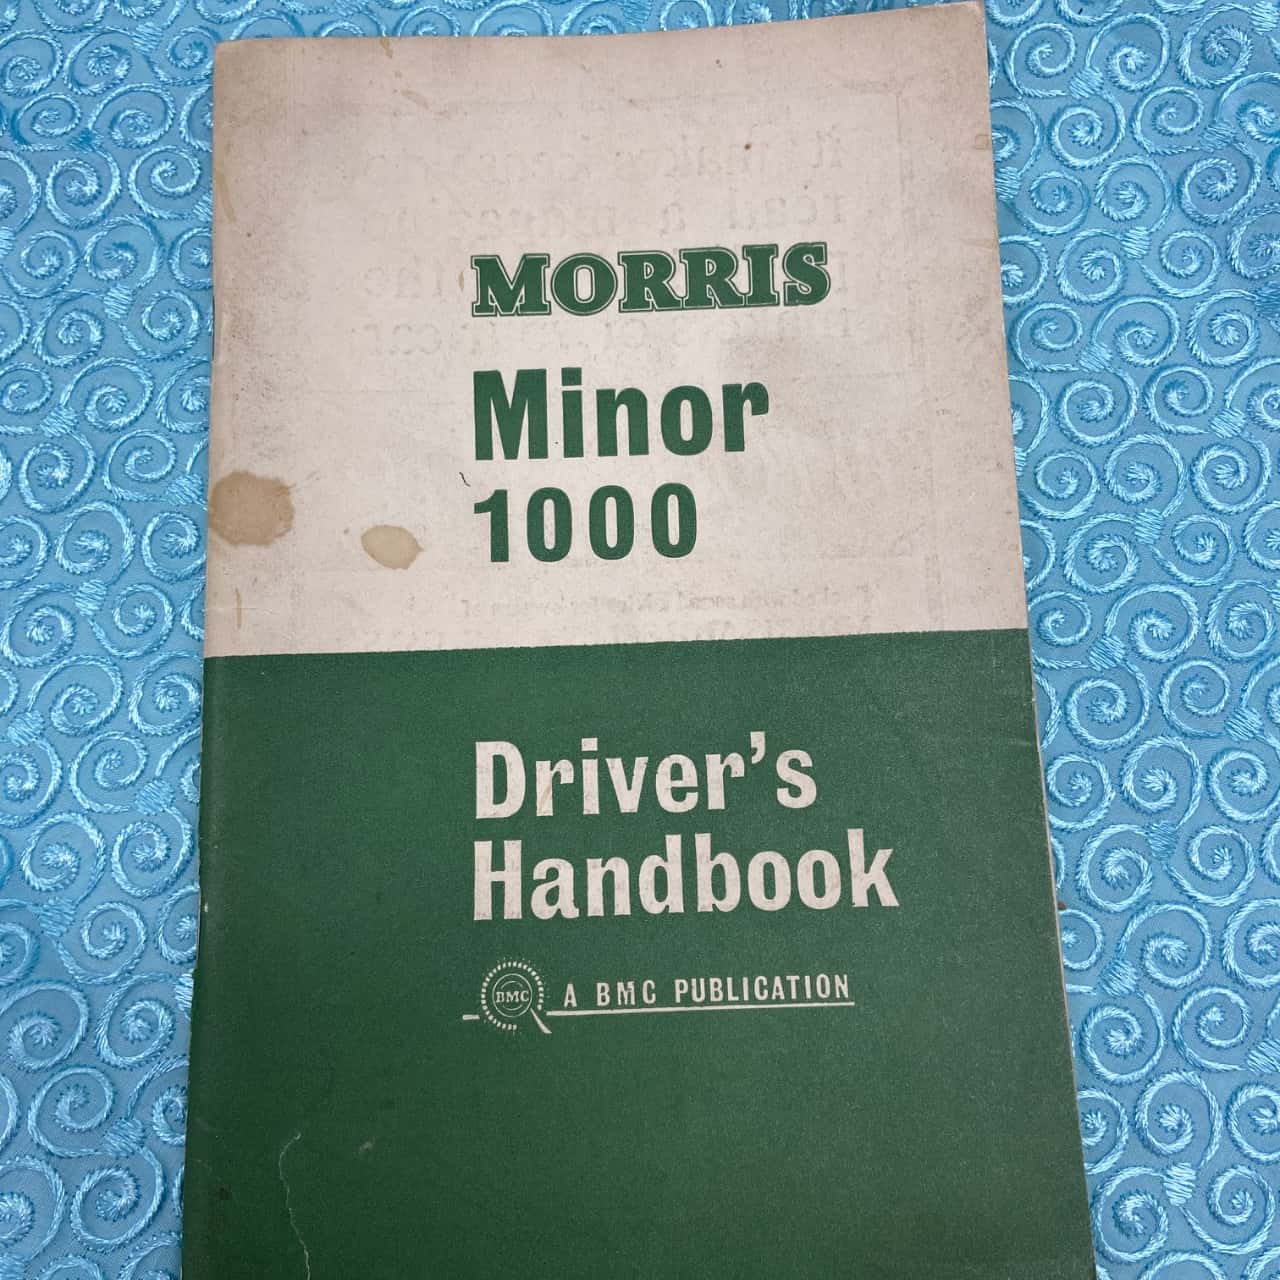 MORRIS
Minor
1000
Driver's
Handbook
BMC
A BMC PUBLICATION